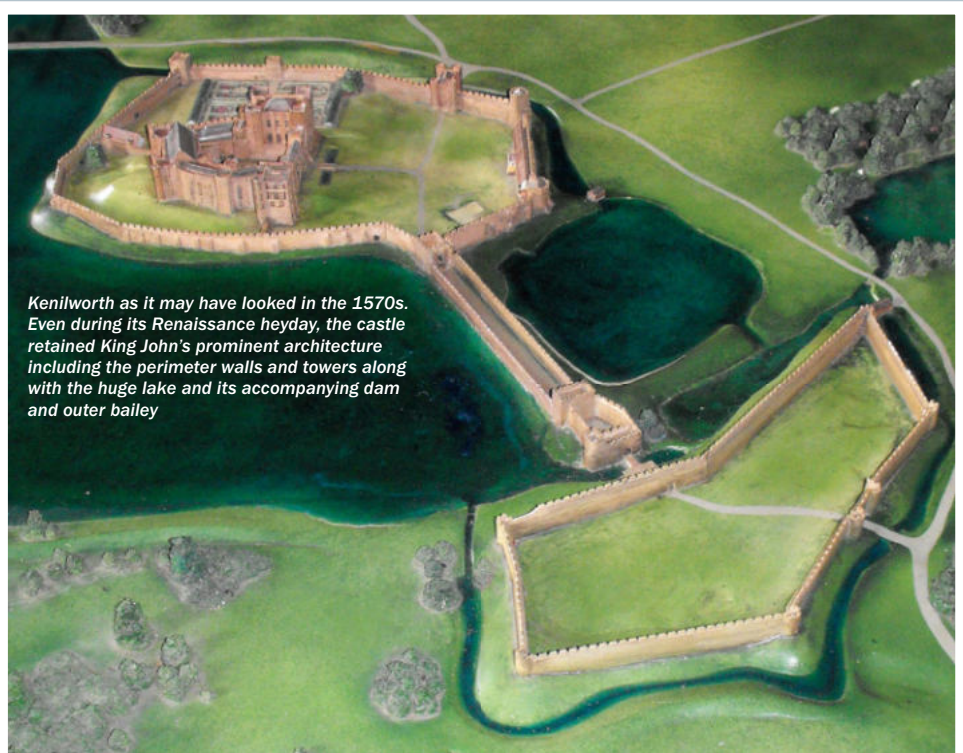 Kenilworth as it may have looked in the 1570s.
Even during its Renaissance heyday, the castle
retained King John’s prominent architecture
including the perimeter walls and towers along
with the huge lake and its accompanying dam
and outer bailey